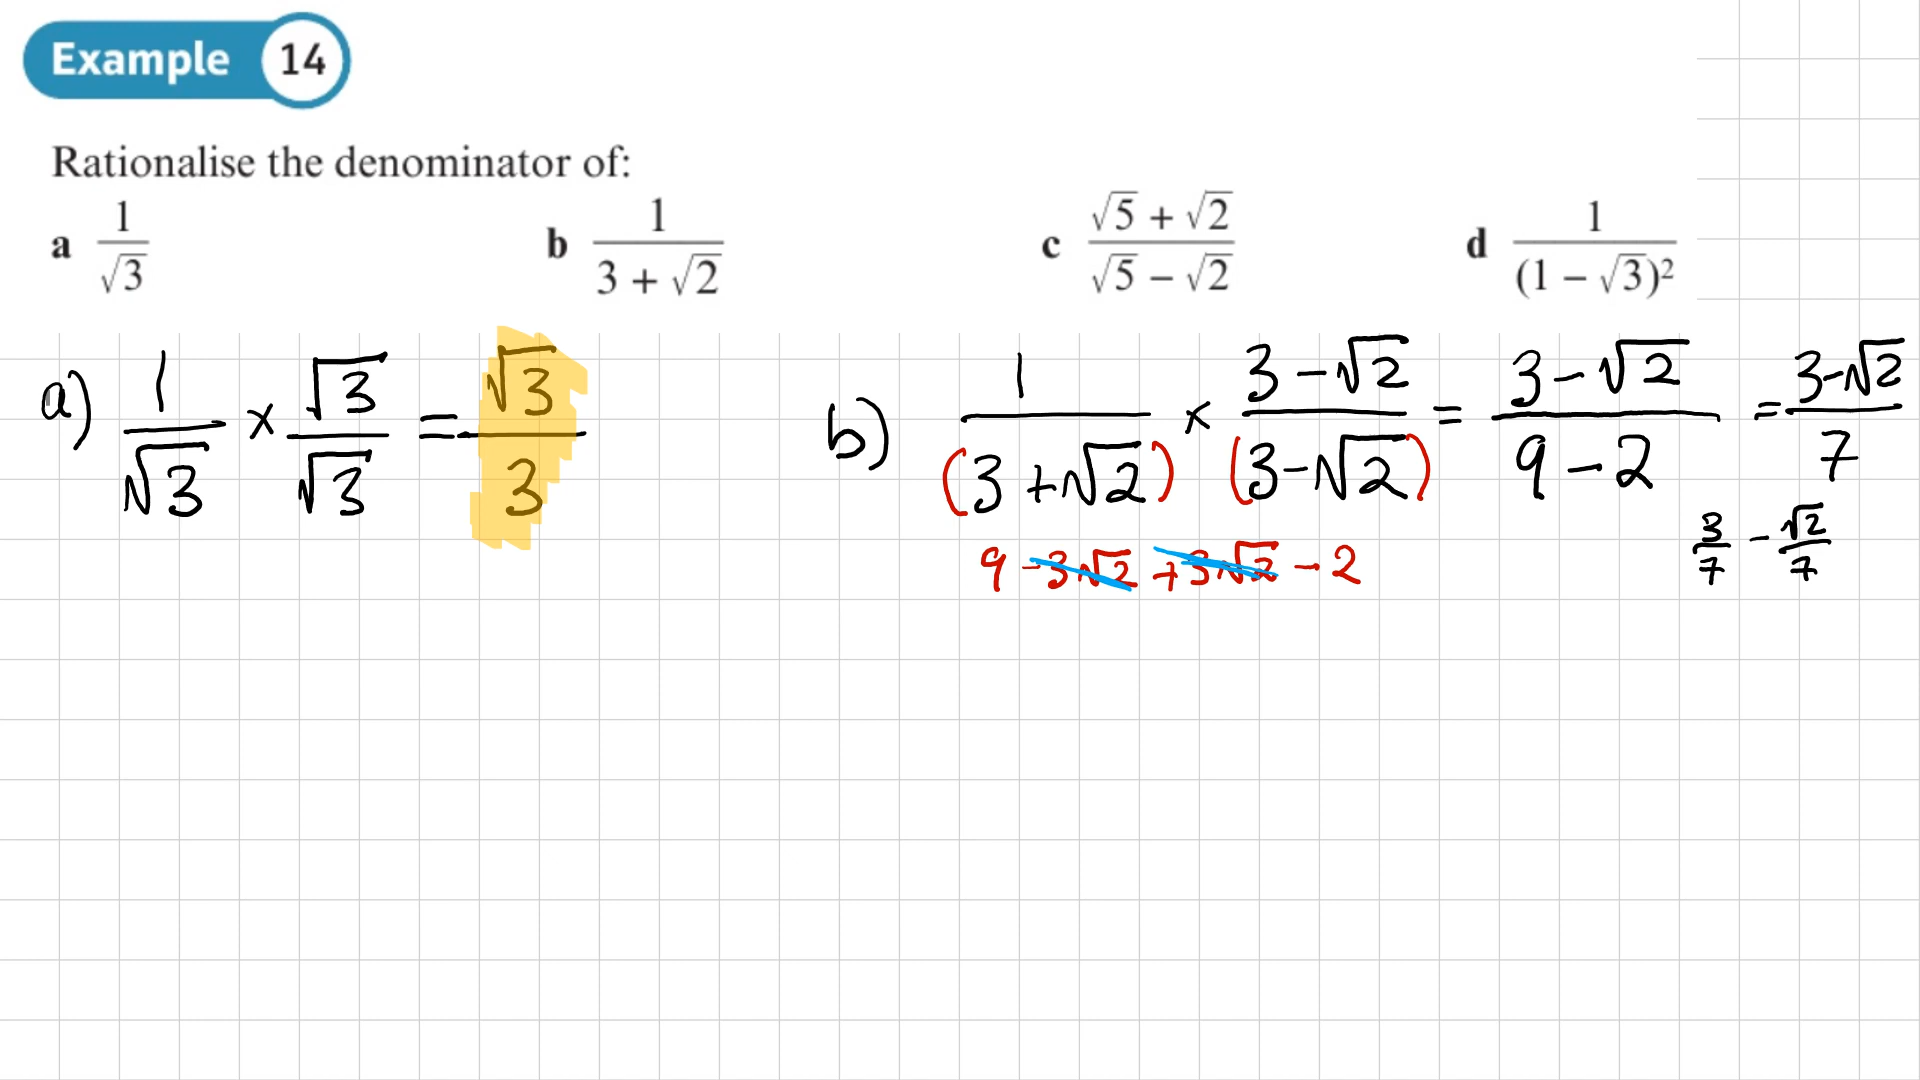 Example 14
Rationalise the denominator of:
a 1/√3 b 1/(3 + √2) c (√5 + √2)/(√5 − √2) d 1/(1 − √3)²
a) 1/√3 × √3/√3 = √3/3
b) 1/(3+√2) × (3−√2)/(3−√2) = (3−√2)/(9−2) = (3−√2)/7
9 −3√2 +3√2 −2
3/7 − √2/7